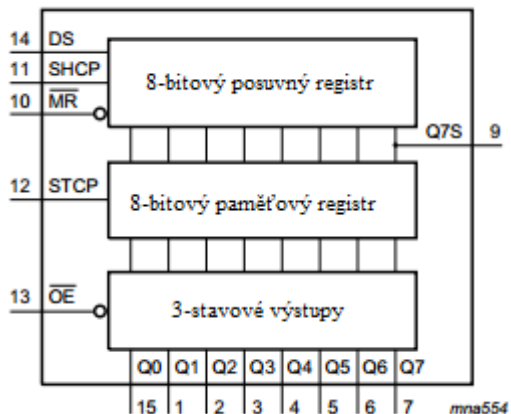 14 DS
11 SHCP
10 MR
8-bitový posuvný registr
Q7S 9
12 STCP
8-bitový paměťový registr
13 OE
3-stavové výstupy
Q0 Q1 Q2 Q3 Q4 Q5 Q6 Q7
15 1 2 3 4 5 6 7
mna554